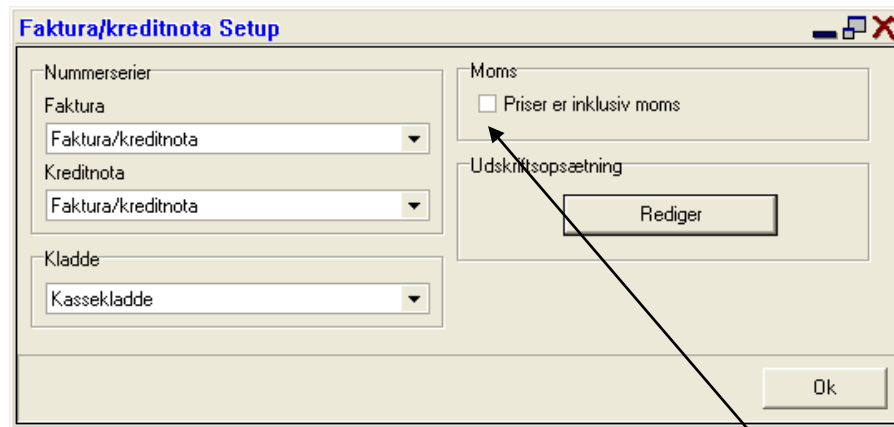 Faktura/kreditnota Setup
Nummerserier
Faktura
Faktura/kreditnota
Kreditnota
Faktura/kreditnota
Kladde
Kassekladde
Moms
Priser er inklusiv moms
Udskriftsopsætning
Rediger
Ok